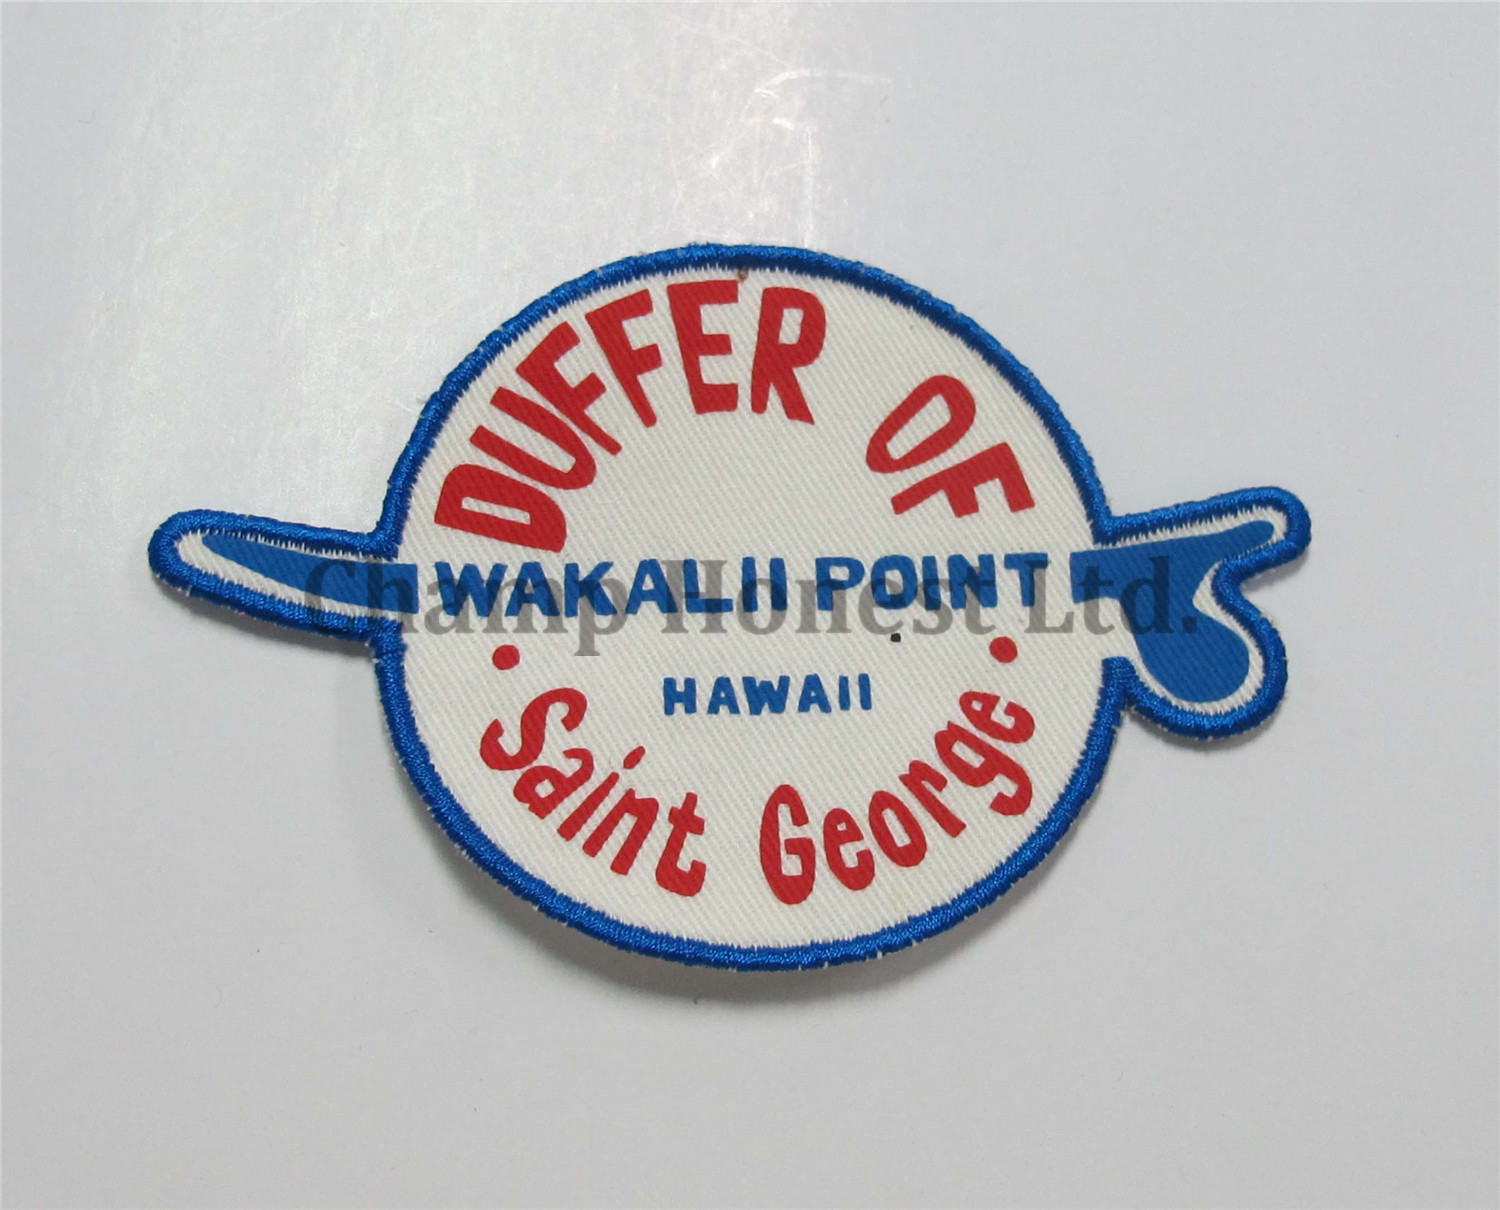 DUFFER OF
WAKALII POINT
HAWAII
Saint George
Champ Honest Ltd.